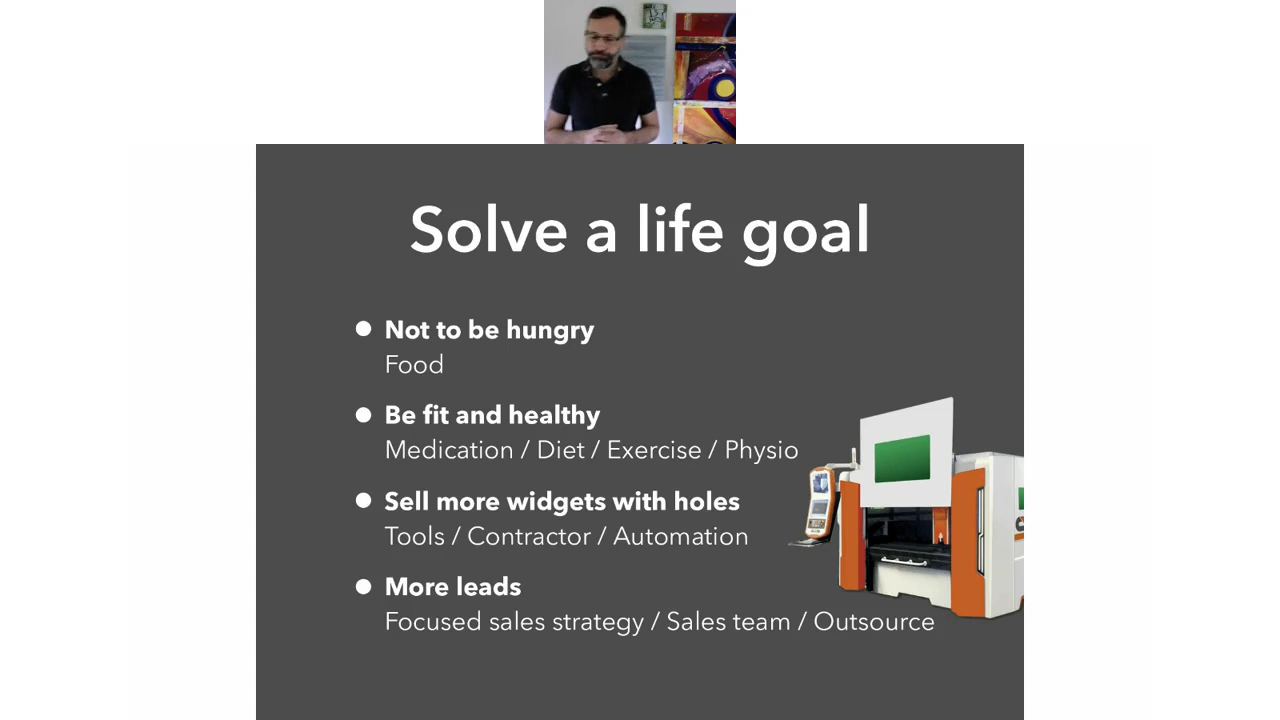 Solve a life goal
Not to be hungry
Food
Be fit and healthy
Medication / Diet / Exercise / Physio
Sell more widgets with holes
Tools / Contractor / Automation
More leads
Focused sales strategy / Sales team / Outsource